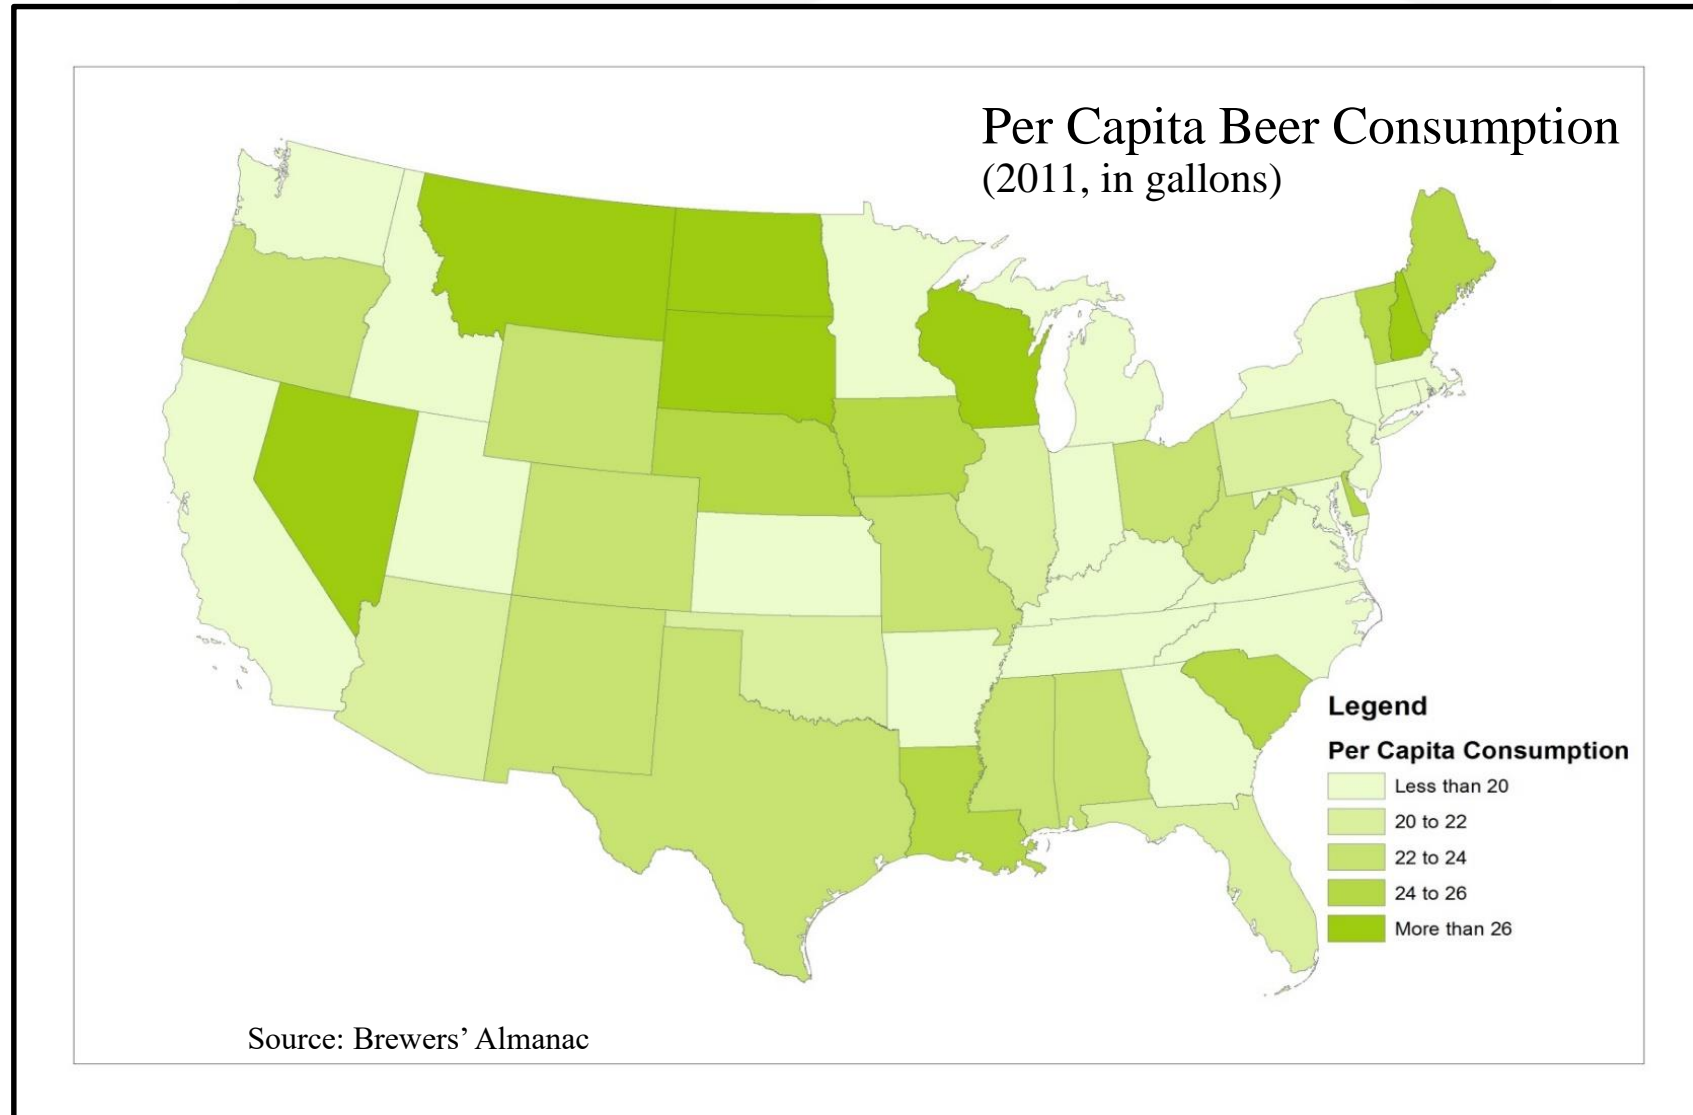 Per Capita Beer Consumption
(2011, in gallons)
Legend
Per Capita Consumption
Less than 20
20 to 22
22 to 24
24 to 26
More than 26
Source: Brewers’ Almanac